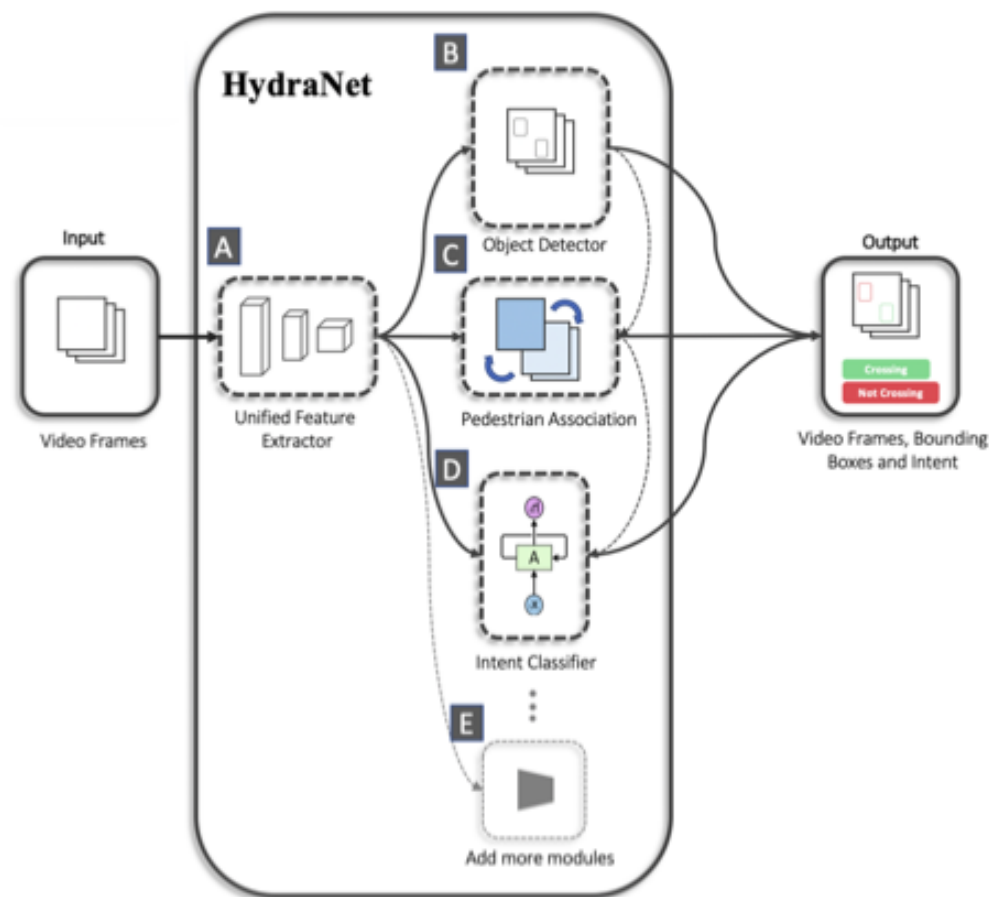 HydraNet
B
Object Detector
Input
A
C
Output
Crossing
Not Crossing
Unified Feature
Extractor
Pedestrian Association
Video Frames
Video Frames, Bounding
Boxes and Intent
D
A
Intent Classifier
E
Add more modules